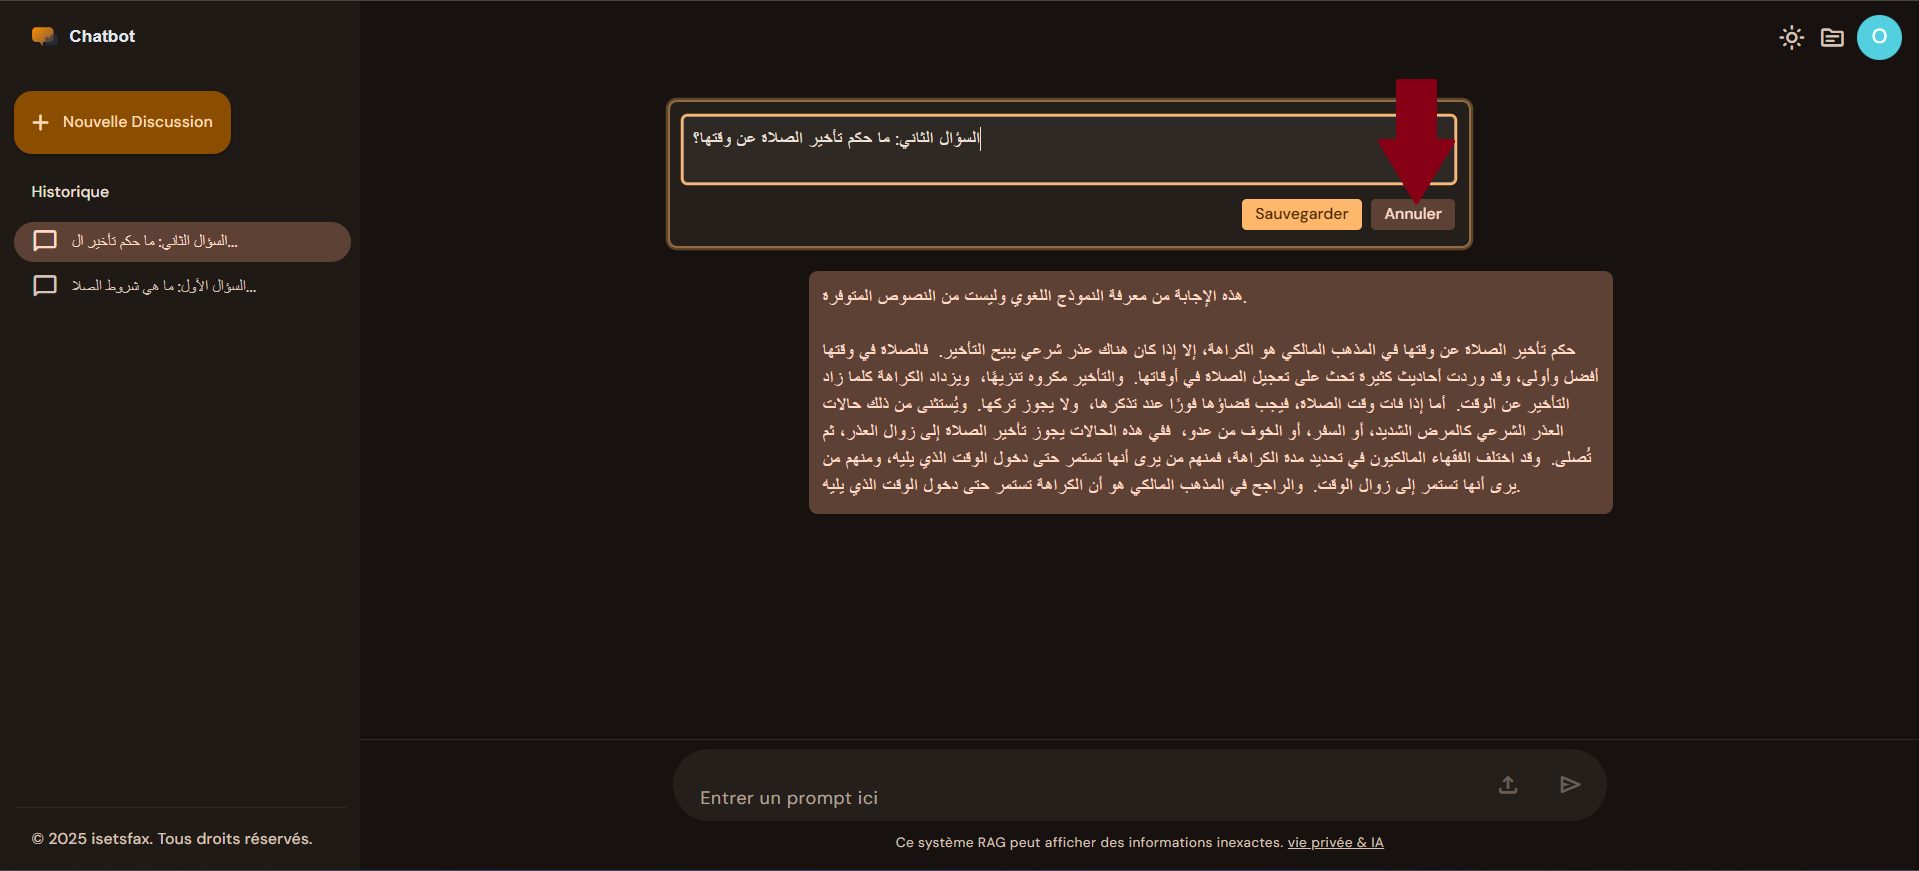 Chatbot
O
Nouvelle Discussion
Historique
السؤال الثاني: ما حكم تأخير ال...
السؤال الأول: ما هي شروط الصلا...
© 2025 isetsfax. Tous droits réservés.
السؤال الثاني: ما حكم تأخير الصلاة عن وقتها؟
Sauvegarder
Annuler
هذه الإجابة من معرفة النموذج اللغوي وليست من النصوص المتوفرة.
حكم تأخير الصلاة عن وقتها في المذهب المالكي هو الكراهة، إلا إذا كان هناك عذر شرعي يبيح التأخير. فالصلاة في وقتها
أفضل وأولى، وقد وردت أحاديث كثيرة تحث على تعجيل الصلاة في أوقاتها. والتأخير مكروه تنزيهًا، ويزداد الكراهة كلما زاد
التأخير عن الوقت. أما إذا فات وقت الصلاة، فيجب قضاؤها فورًا عند تذكرها، ولا يجوز تركها. ويُستثنى من ذلك حالات
العذر الشرعي كالمرض الشديد، أو السفر، أو الخوف من عدو، ففي هذه الحالات يجوز تأخير الصلاة إلى زوال العذر، ثم
تُصلى. وقد اختلف الفقهاء المالكيون في تحديد مدة الكراهة، فمنهم من يرى أنها تستمر حتى دخول الوقت الذي يليه، ومنهم من
يرى أنها تستمر إلى زوال الوقت. والراجح في المذهب المالكي هو أن الكراهة تستمر حتى دخول الوقت الذي يليه.
Entrer un prompt ici
Ce système RAG peut afficher des informations inexactes. vie privée & IA